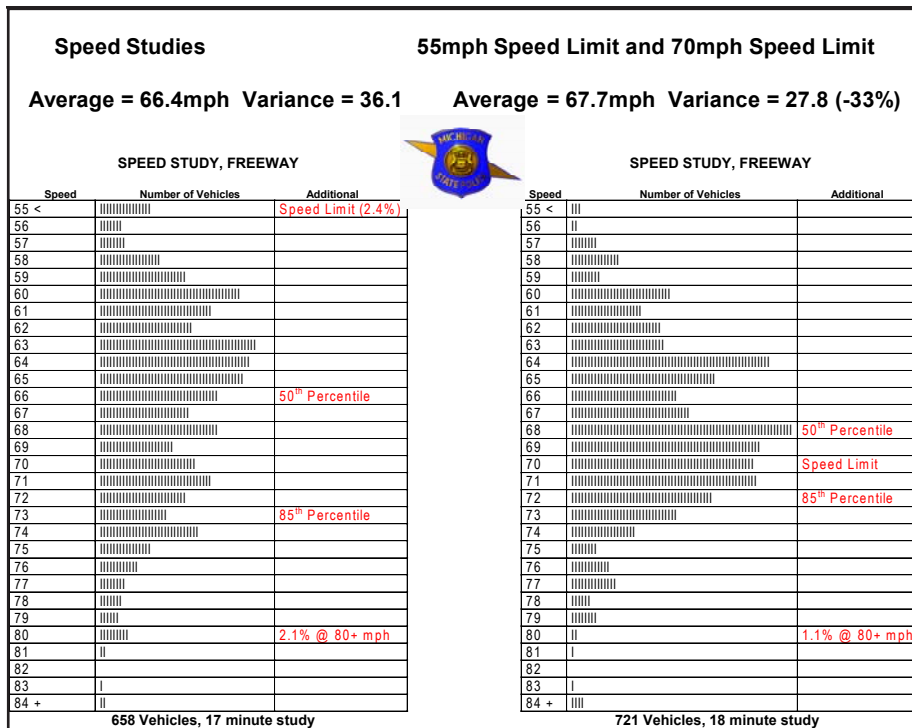 Speed Studies
55mph Speed Limit and 70mph Speed Limit
Average = 66.4mph Variance = 36.1
Average = 67.7mph Variance = 27.8 (-33%)
MICHIGAN
STATE POLICE
SPEED STUDY, FREEWAY
Speed Number of Vehicles Additional
55 < Speed Limit (2.4%)
56
57
58
59
60
61
62
63
64
65
66 50th Percentile
67
68
69
70
71
72
73 85th Percentile
74
75
76
77
78
79
80 2.1% @ 80+ mph
81
82
83
84 +
658 Vehicles, 17 minute study
SPEED STUDY, FREEWAY
Speed Number of Vehicles Additional
55 <
56
57
58
59
60
61
62
63
64
65
66
67
68 50th Percentile
69
70 Speed Limit
71
72 85th Percentile
73
74
75
76
77
78
79
80 1.1% @ 80+ mph
81
82
83
84 +
721 Vehicles, 18 minute study